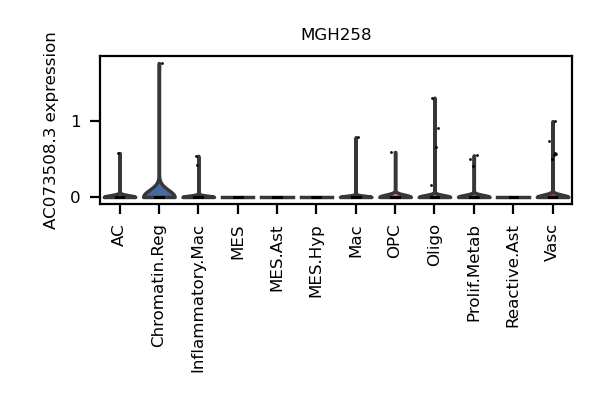 MGH258
AC073508.3 expression
1
0
AC
Chromatin.Reg
Inflammatory.Mac
MES
MES.Ast
MES.Hyp
Mac
OPC
Oligo
Prolif.Metab
Reactive.Ast
Vasc